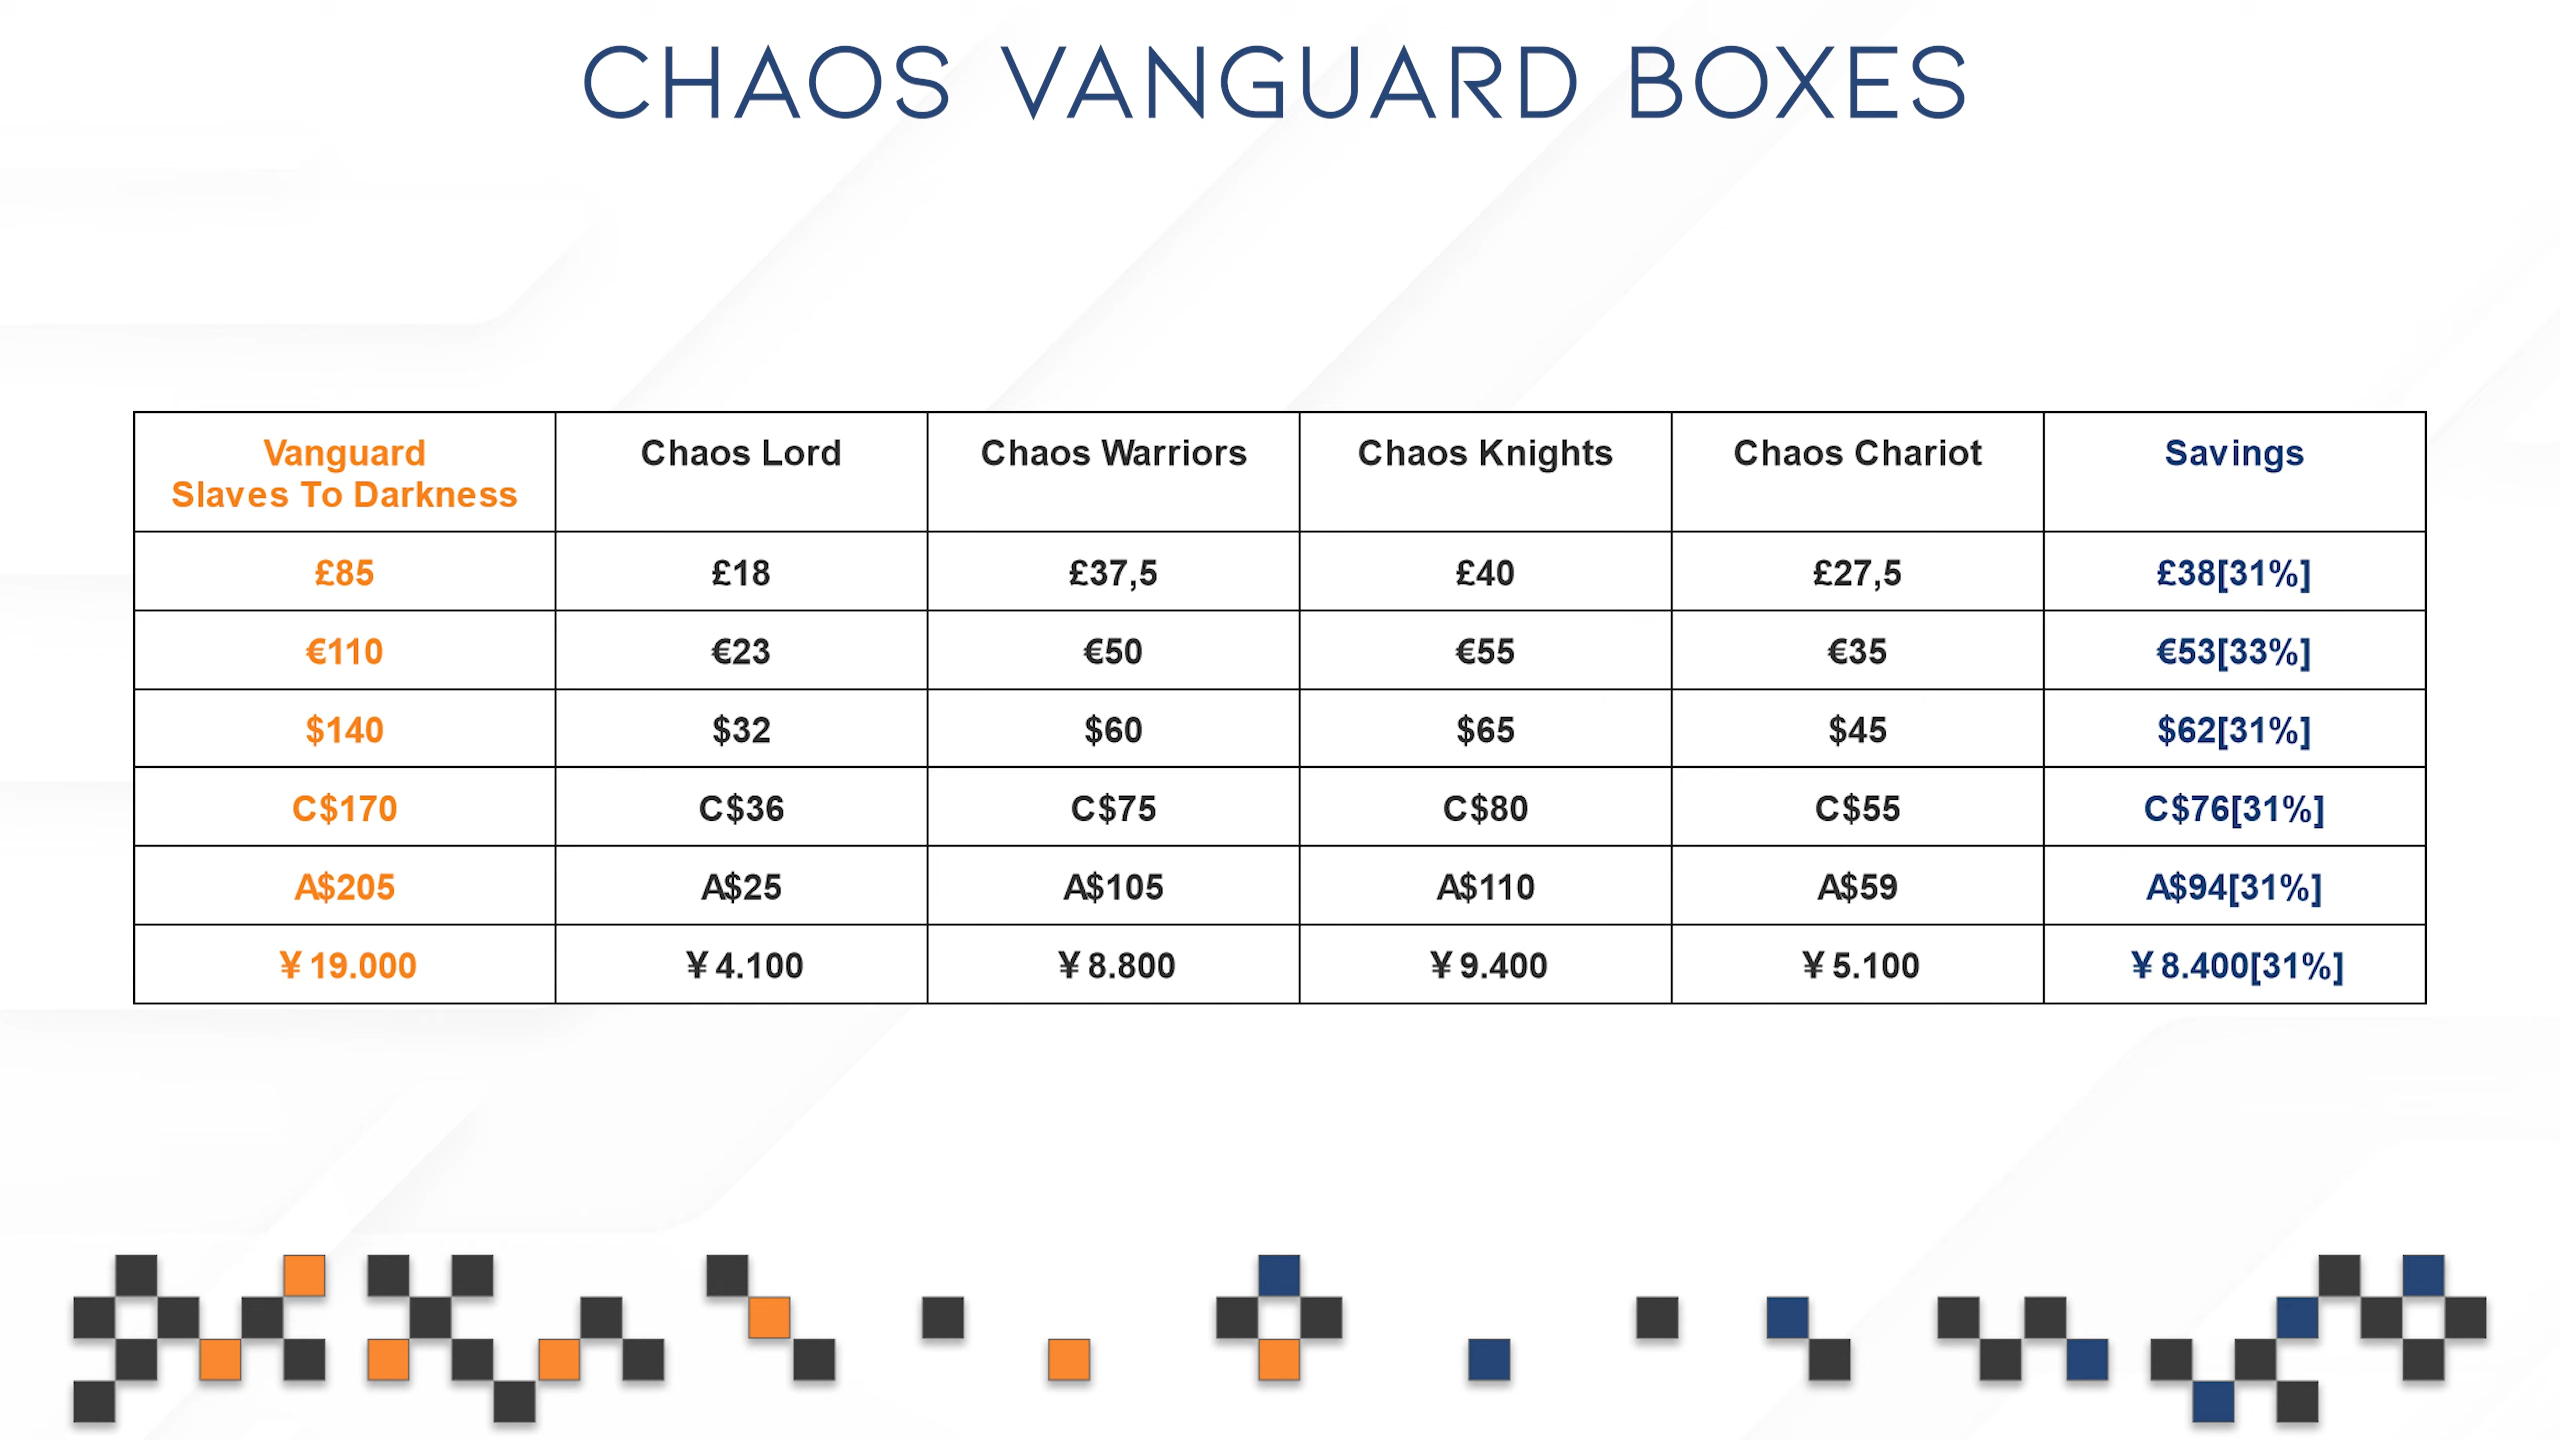 CHAOS VANGUARD BOXES
Vanguard
Slaves To Darkness
Chaos Lord
Chaos Warriors
Chaos Knights
Chaos Chariot
Savings
£85 £18 £37,5 £40 £27,5 £38[31%]
€110 €23 €50 €55 €35 €53[33%]
$140 $32 $60 $65 $45 $62[31%]
C$170 C$36 C$75 C$80 C$55 C$76[31%]
A$205 A$25 A$105 A$110 A$59 A$94[31%]
¥ 19.000 ¥ 4.100 ¥ 8.800 ¥ 9.400 ¥ 5.100 ¥ 8.400[31%]